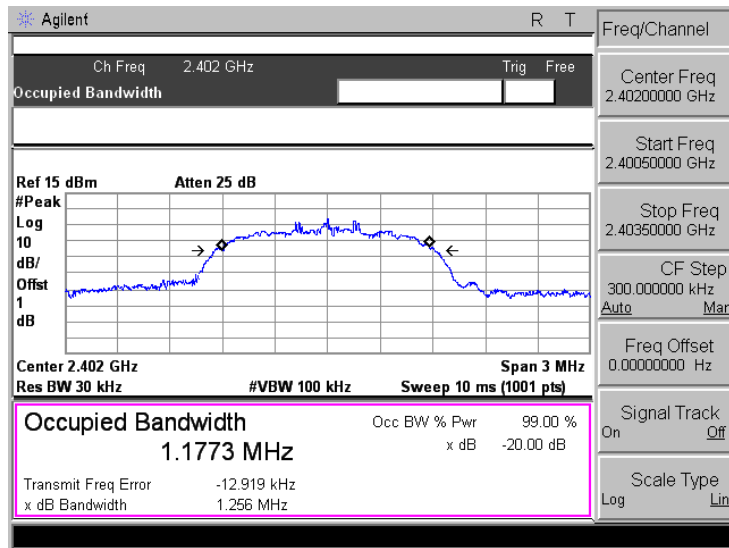 Agilent R T
Ch Freq 2.402 GHz Trig Free
Occupied Bandwidth
Ref 15 dBm Atten 25 dB
#Peak
Log
10
dB/
Offst
1
dB
Center 2.402 GHz Span 3 MHz
Res BW 30 kHz #VBW 100 kHz Sweep 10 ms (1001 pts)
Occupied Bandwidth
1.1773 MHz
Occ BW % Pwr 99.00 %
x dB -20.00 dB
Transmit Freq Error -12.919 kHz
x dB Bandwidth 1.256 MHz
Freq/Channel
Center Freq
2.40200000 GHz
Start Freq
2.40050000 GHz
Stop Freq
2.40350000 GHz
CF Step
300.000000 kHz
Auto Mar
Freq Offset
0.00000000 Hz
Signal Track
On Off
Scale Type
Log Lin